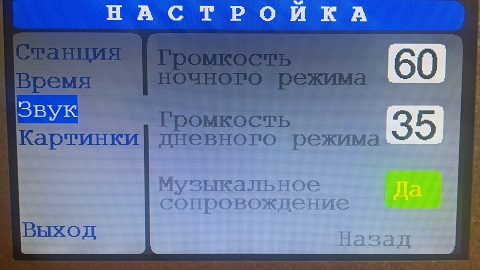 НАСТРОЙКА
Станция
Время
Звук
Картинки
Выход
Громкость
ночного режима
60
Громкость
дневного режима
35
Музыкальное
сопровождение
Да
Назад